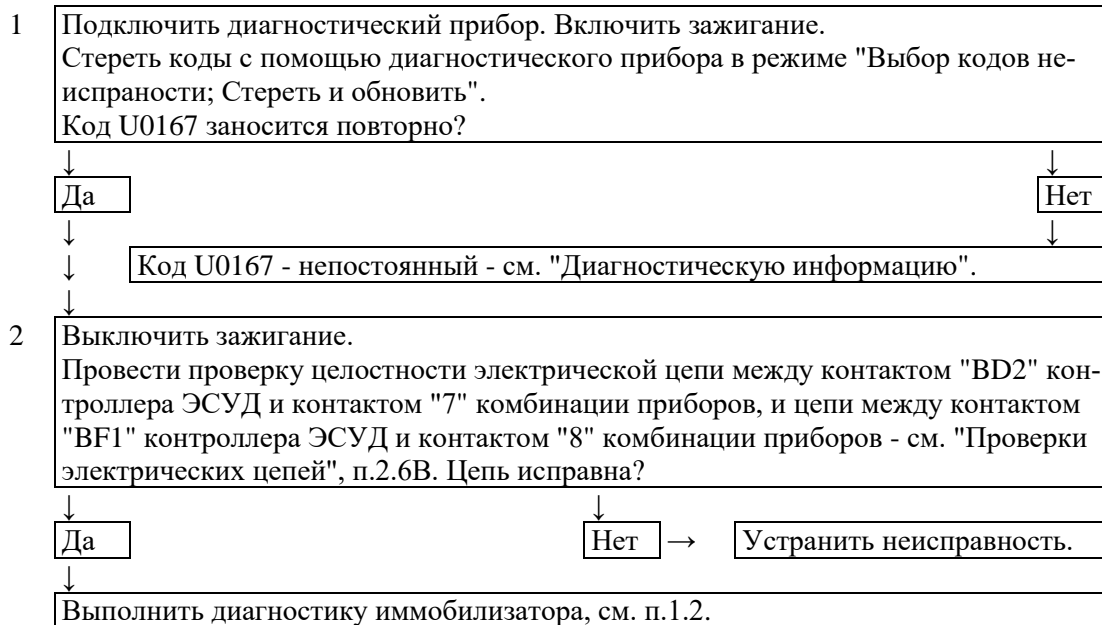 1 Подключить диагностический прибор. Включить зажигание.
Стереть коды с помощью диагностического прибора в режиме "Выбор кодов не-
испраности; Стереть и обновить".
Код U0167 заносится повторно?
↓ ↓
Да Нет
↓ ↓
↓ Код U0167 - непостоянный - см. "Диагностическую информацию".
↓
2 Выключить зажигание.
Провести проверку целостности электрической цепи между контактом "BD2" кон-
троллера ЭСУД и контактом "7" комбинации приборов, и цепи между контактом
"BF1" контроллера ЭСУД и контактом "8" комбинации приборов - см. "Проверки
электрических цепей", п.2.6В. Цепь исправна?
↓ ↓
Да Нет → Устранить неисправность.
↓
Выполнить диагностику иммобилизатора, см. п.1.2.